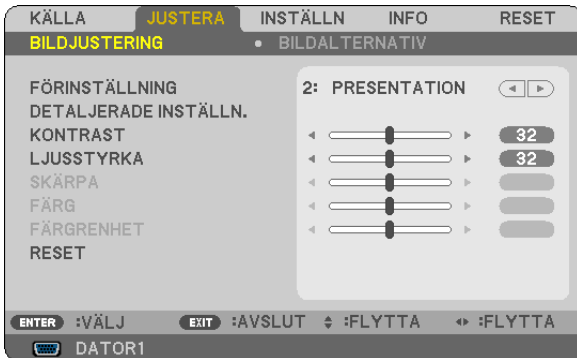 KÄLLA JUSTERA INSTÄLLN INFO RESET
BILDJUSTERING • BILDALTERNATIV
FÖRINSTÄLLNING 2: PRESENTATION
DETALJERADE INSTÄLLN.
KONTRAST 32
LJUSSTYRKA 32
SKÄRPA
FÄRG
FÄRGRENHET
RESET
ENTER :VÄLJ EXIT :AVSLUT :FLYTTA :FLYTTA
DATOR1